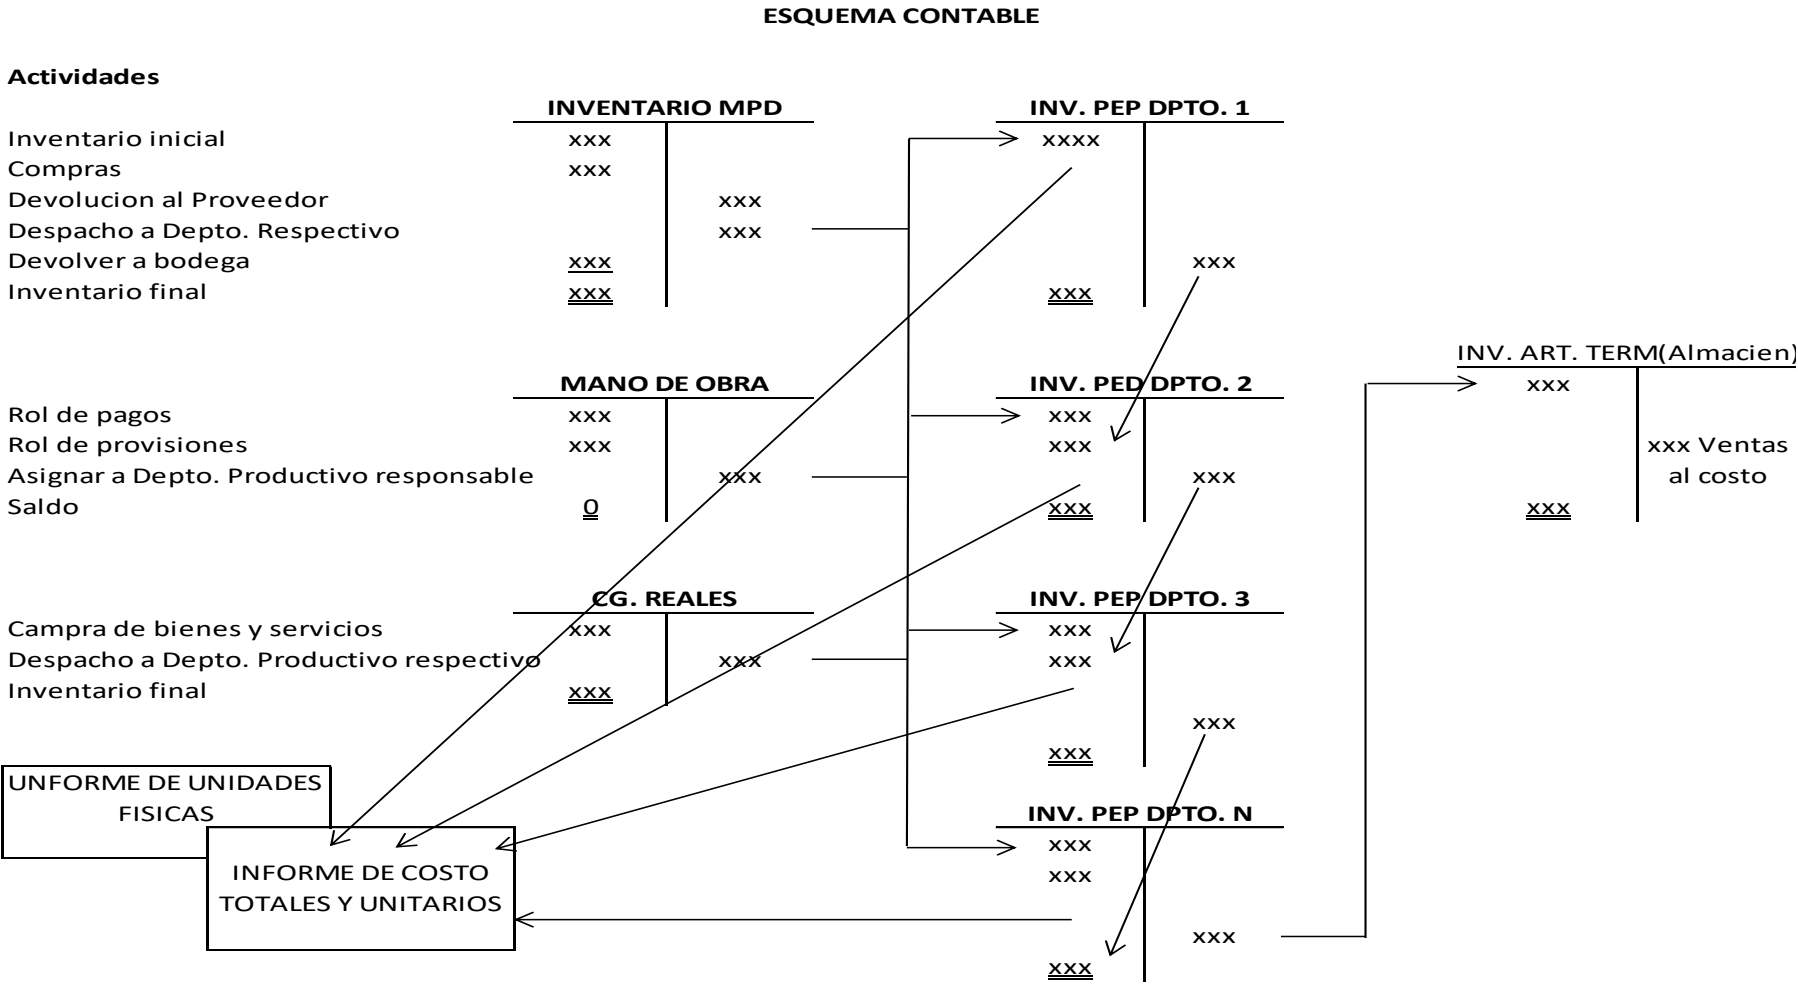 ESQUEMA CONTABLE
Actividades
INVENTARIO MPD INV. PEP DPTO. 1
Inventario inicial xxx xxxx
Compras xxx
Devolucion al Proveedor xxx
Despacho a Depto. Respectivo xxx
Devolver a bodega xxx xxx
Inventario final xxx xxx
INV. ART. TERM(Almacien)
MANO DE OBRA INV. PED DPTO. 2 xxx
Rol de pagos xxx xxx
Rol de provisiones xxx xxx xxx Ventas
Asignar a Depto. Productivo responsable xxx xxx al costo
Saldo 0 xxx xxx
CG. REALES INV. PEP DPTO. 3
Campra de bienes y servicios xxx xxx
Despacho a Depto. Productivo respectivo xxx xxx
Inventario final xxx
xxx
xxx
UNFORME DE UNIDADES
FISICAS INV. PEP DPTO. N
xxx
INFORME DE COSTO xxx
TOTALES Y UNITARIOS
xxx
xxx